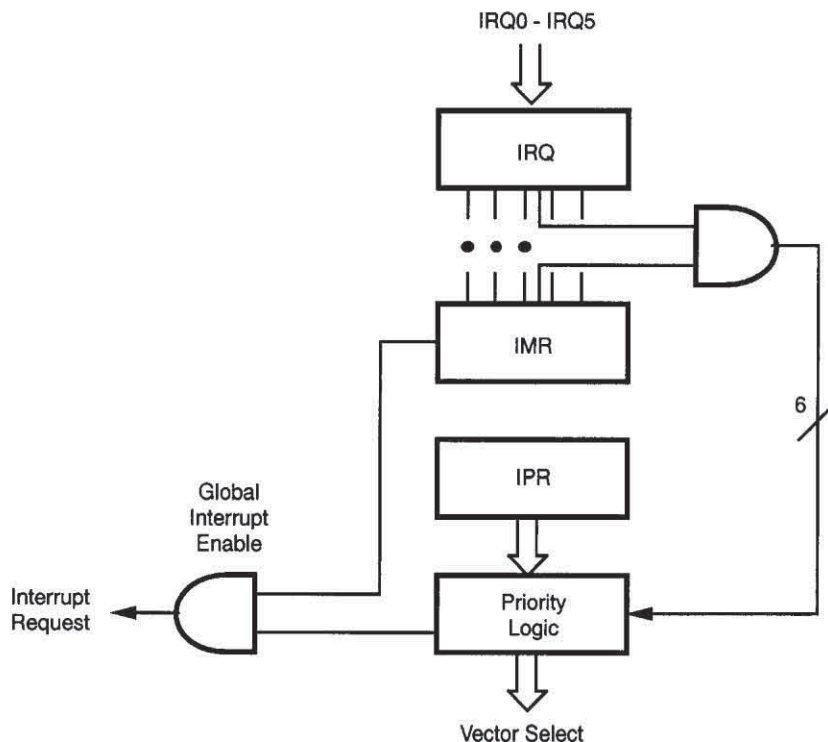 IRQ0 - IRQ5
IRQ
IMR
6
IPR
Global
Interrupt
Enable
Interrupt
Request
Priority
Logic
Vector Select